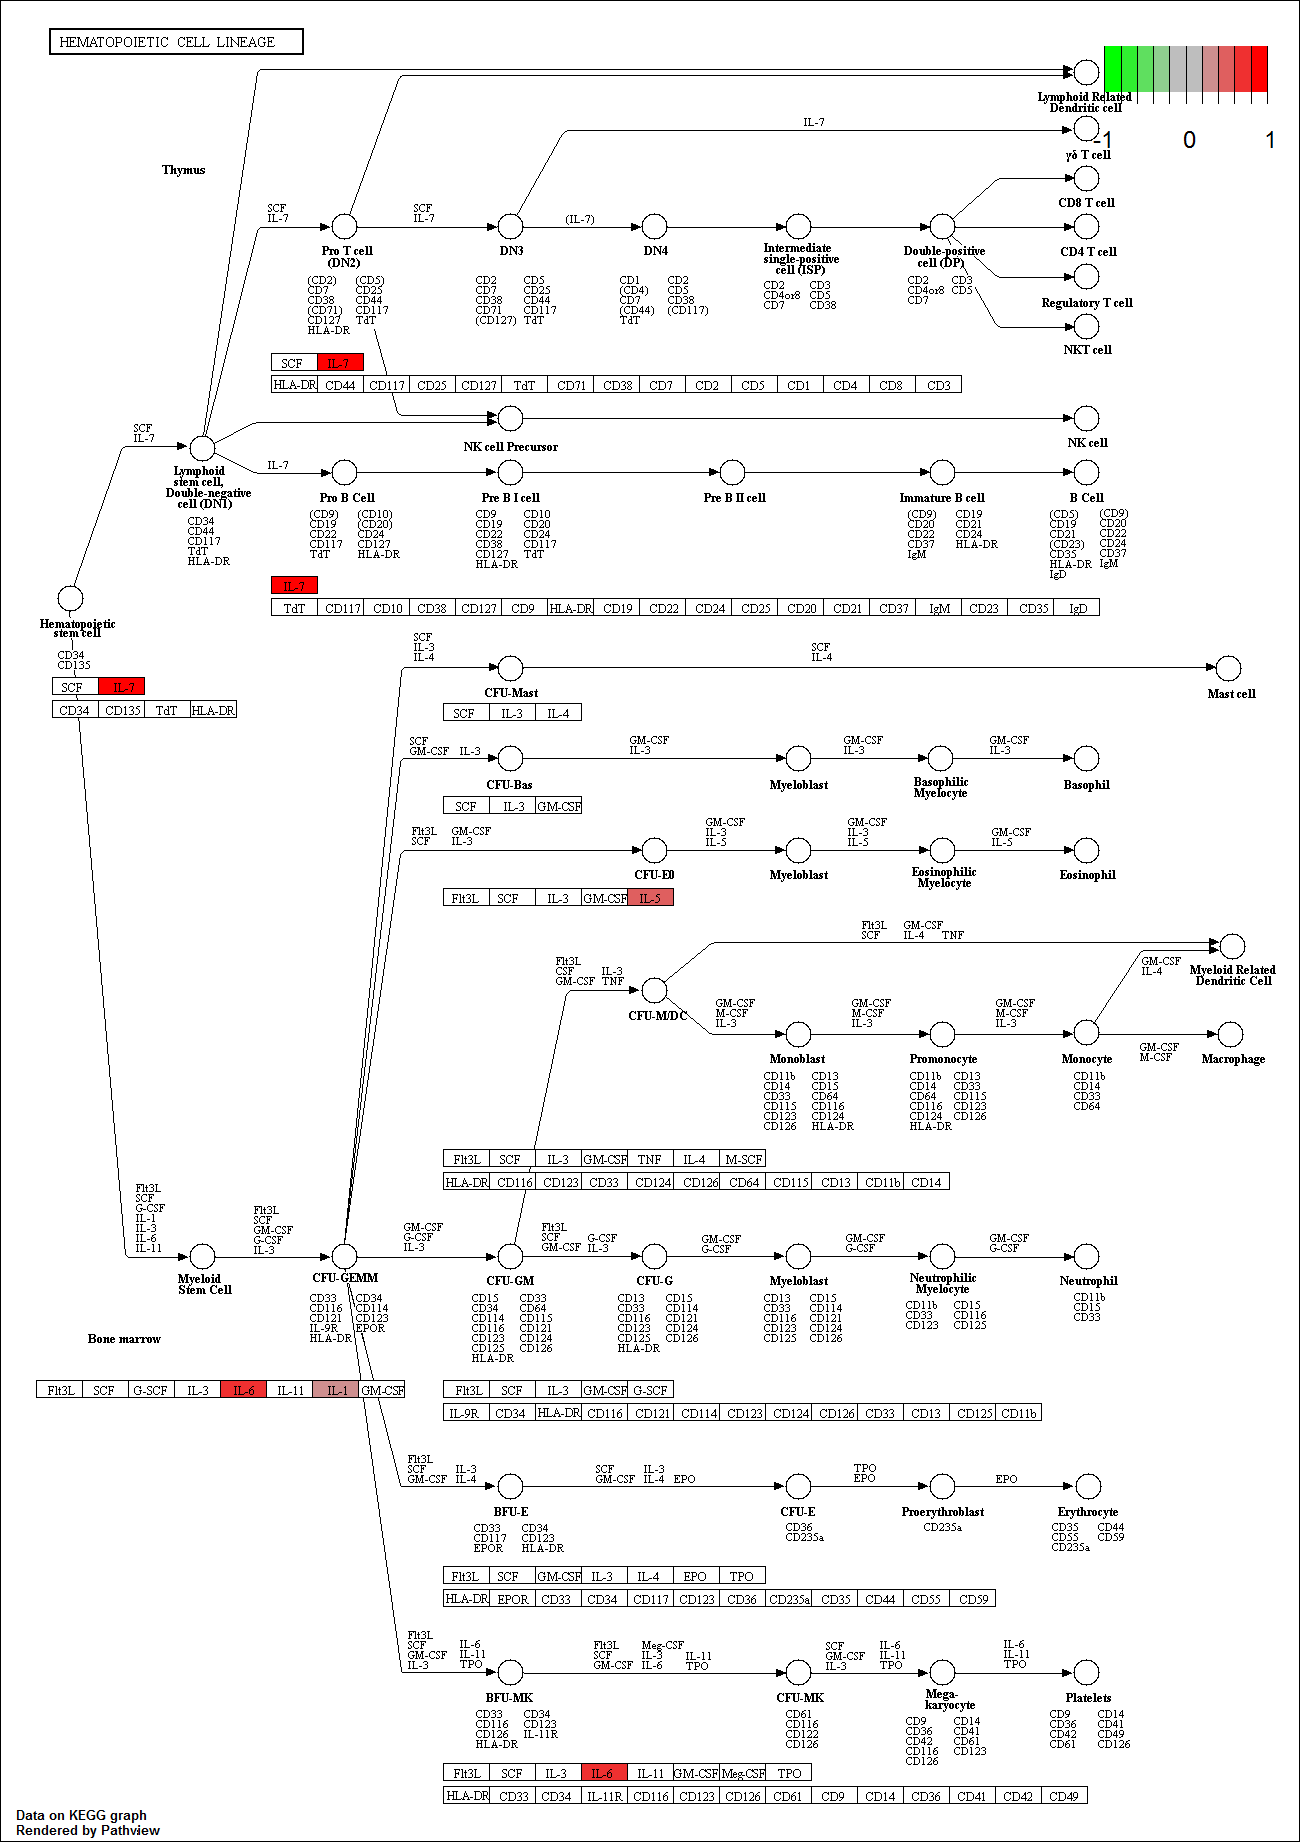 HEMATOPOIETIC CELL LINEAGE
-1 0 1
Lymphoid Related
Dendritic cell
IL-7
γδ T cell
Thymus
CD8 T cell
SCF
IL-7
SCF
IL-7
(IL-7)
Pro T cell
(DN2)
DN3
DN4
Intermediate
single-positive
cell (ISP)
Double-positive
cell (DP)
CD4 T cell
Regulatory T cell
NKT cell
(CD2) (CD5)
CD7 CD25
CD38 CD44
(CD71) CD117
CD127 TdT
HLA-DR
CD2 CD5
CD7 CD25
CD38 CD44
CD71 CD117
(CD127) TdT
CD1 CD2
(CD4) CD5
CD7 CD38
(CD44) (CD117)
TdT
CD2 CD3
CD4or8 CD5
CD7 CD38
CD2 CD3
CD4or8 CD5
CD7
SCF IL-7
HLA-DR CD44 CD117 CD25 CD127 TdT CD71 CD38 CD7 CD2 CD5 CD1 CD4 CD8 CD3
SCF
IL-7
NK cell Precursor
NK cell
Lymphoid
stem cell,
Double-negative
cell (DN1)
IL-7
Pro B Cell
Pre B I cell
Pre B II cell
Immature B cell
B Cell
CD34
CD44
CD117
TdT
HLA-DR
(CD9) (CD10)
CD19 (CD20)
CD22 CD24
CD117 CD127
TdT HLA-DR
CD9 CD10
CD19 CD20
CD22 CD24
CD38 CD117
CD127 TdT
HLA-DR
(CD9) CD19
CD20 CD21
CD22 CD24
CD37 HLA-DR
IgM
(CD5) (CD9)
CD19 CD20
CD21 CD22
(CD23) CD24
CD35 CD37
HLA-DR IgM
IgD
IL-7
TdT CD117 CD10 CD38 CD127 CD9 HLA-DR CD19 CD22 CD24 CD25 CD20 CD21 CD37 IgM CD23 CD35 IgD
Hematopoietic
stem cell
CD34
CD135
SCF IL-7
CD34 CD135 TdT HLA-DR
SCF
IL-3
IL-4
SCF
IL-4
CFU-Mast
Mast cell
SCF IL-3 IL-4
SCF
GM-CSF IL-3
GM-CSF
IL-3
GM-CSF
IL-3
GM-CSF
IL-3
CFU-Bas
Myeloblast
Basophilic
Myelocyte
Basophil
SCF IL-3 GM-CSF
Flt3L GM-CSF
SCF IL-3
GM-CSF
IL-3
IL-5
GM-CSF
IL-3
IL-5
GM-CSF
IL-5
CFU-E0
Myeloblast
Eosinophilic
Myelocyte
Eosinophil
Flt3L SCF IL-3 GM-CSF IL-5
Flt3L GM-CSF
SCF IL-4 TNF
Flt3L
CSF IL-3
GM-CSF TNF
GM-CSF
IL-4
Myeloid Related
Dendritic Cell
CFU-M/DC
GM-CSF
M-CSF
IL-3
GM-CSF
M-CSF
IL-3
GM-CSF
M-CSF
IL-3
GM-CSF
M-CSF
Monoblast
Promonocyte
Monocyte
Macrophage
CD11b CD13
CD14 CD15
CD33 CD64
CD115 CD116
CD123 CD124
CD126 HLA-DR
CD11b CD13
CD14 CD33
CD64 CD115
CD116 CD123
CD124 CD126
HLA-DR
CD11b
CD14
CD33
CD64
Flt3L SCF IL-3 GM-CSF TNF IL-4 M-SCF
HLA-DR CD116 CD123 CD33 CD124 CD126 CD64 CD115 CD13 CD11b CD14
Flt3L
SCF
G-CSF
IL-1
IL-3
IL-6
IL-11
Flt3L
SCF
GM-CSF
G-CSF
IL-3
GM-CSF
G-CSF
IL-3
Flt3L
SCF G-CSF
GM-CSF IL-3
GM-CSF
G-CSF
GM-CSF
G-CSF
GM-CSF
G-CSF
Myeloid
Stem Cell
CFU-GEMM
CFU-GM
CFU-G
Myeloblast
Neutrophilic
Myelocyte
Neutrophil
CD33 CD34
CD116 CD114
CD121 CD123
IL-9R EPOR
HLA-DR
CD15 CD33
CD34 CD64
CD114 CD115
CD116 CD121
CD123 CD124
CD125 CD126
HLA-DR
CD13 CD15
CD33 CD114
CD116 CD121
CD123 CD124
CD125 CD126
HLA-DR
CD13 CD15
CD33 CD114
CD116 CD121
CD123 CD124
CD125 CD126
CD11b CD15
CD33 CD116
CD123 CD125
CD11b
CD15
CD33
Bone marrow
Flt3L SCF G-SCF IL-3 IL-6 IL-11 IL-1 GM-CSF
Flt3L SCF IL-3 GM-CSF G-SCF
IL-9R CD34 HLA-DR CD116 CD121 CD114 CD123 CD124 CD126 CD33 CD13 CD125 CD11b
Flt3L
SCF IL-3
GM-CSF IL-4
SCF IL-3
GM-CSF IL-4 EPO
TPO
EPO
EPO
BFU-E
CFU-E
Proerythroblast
Erythrocyte
CD33 CD34
CD117 CD123
EPOR HLA-DR
CD36
CD235a
CD235a
CD35 CD44
CD55 CD59
CD235a
Flt3L SCF GM-CSF IL-3 IL-4 EPO TPO
HLA-DR EPOR CD33 CD34 CD117 CD123 CD36 CD235a CD35 CD44 CD55 CD59
Flt3L
SCF IL-6
GM-CSF IL-11
IL-3 TPO
Flt3L Meg-CSF
SCF IL-3 IL-11
GM-CSF IL-6 TPO
SCF IL-6
GM-CSF IL-11
IL-3 TPO
IL-6
IL-11
TPO
BFU-MK
CFU-MK
Mega-
karyocyte
Platelets
CD33 CD34
CD116 CD123
CD126 IL-11R
HLA-DR
CD61
CD116
CD122
CD126
CD9 CD14
CD36 CD41
CD42 CD61
CD116 CD123
CD126
CD9 CD14
CD36 CD41
CD42 CD49
CD61 CD126
Flt3L SCF IL-3 IL-6 IL-11 GM-CSF Meg-CSF TPO
HLA-DR CD33 CD34 IL-11R CD116 CD123 CD126 CD61 CD9 CD14 CD36 CD41 CD42 CD49
Data on KEGG graph
Rendered by Pathview